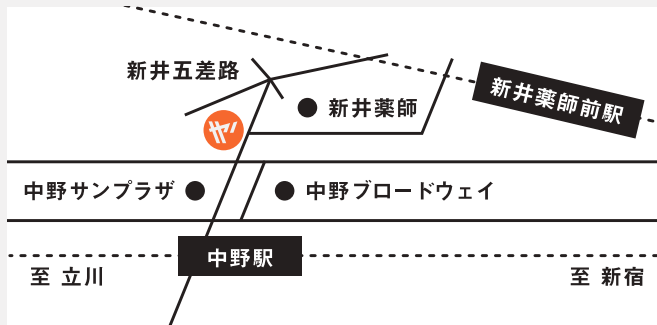 新井五差路
新井薬師前駅
新井薬師
中野サンプラザ
中野ブロードウェイ
中野駅
至 立川
至 新宿